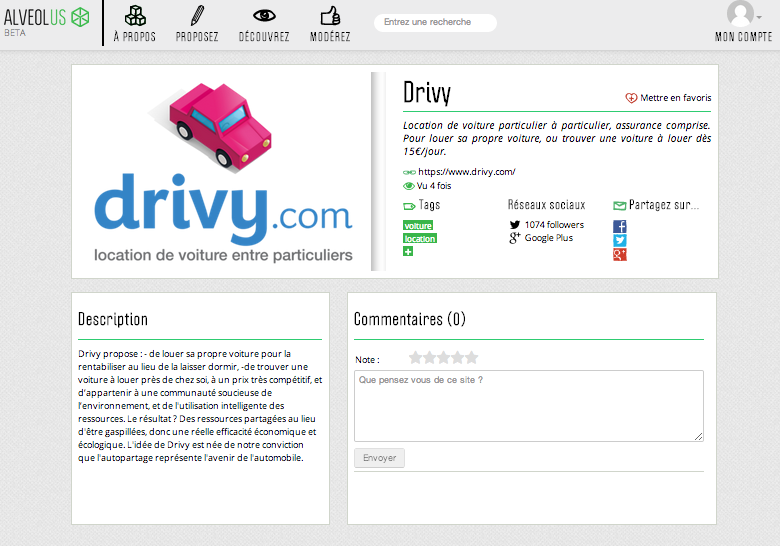 ALVEOLUS
BETA
À PROPOS
PROPOSEZ
DÉCOUVREZ
MODÉREZ
Entrez une recherche
MON COMPTE
drivy.com
location de voiture entre particuliers
Drivy
Mettre en favoris
Location de voiture particulier à particulier, assurance comprise.
Pour louer sa propre voiture, ou trouver une voiture à louer dès
15€/jour.
https://www.drivy.com/
Vu 4 fois
Tags
voiture
location
+
Réseaux sociaux
1074 followers
Google Plus
Partagez sur...
Description
Drivy propose : - de louer sa propre voiture pour la
rentabiliser au lieu de la laisser dormir, -de trouver une
voiture à louer près de chez soi, à un prix très compétitif, et
d'appartenir à une communauté soucieuse de
l'environnement, et de l'utilisation intelligente des
ressources. Le résultat ? Des ressources partagées au lieu
d'être gaspillées, donc une réelle efficacité économique et
écologique. L'idée de Drivy est née de notre conviction
que l'autopartage représente l'avenir de l'automobile.
Commentaires (0)
Note :
Que pensez vous de ce site ?
Envoyer